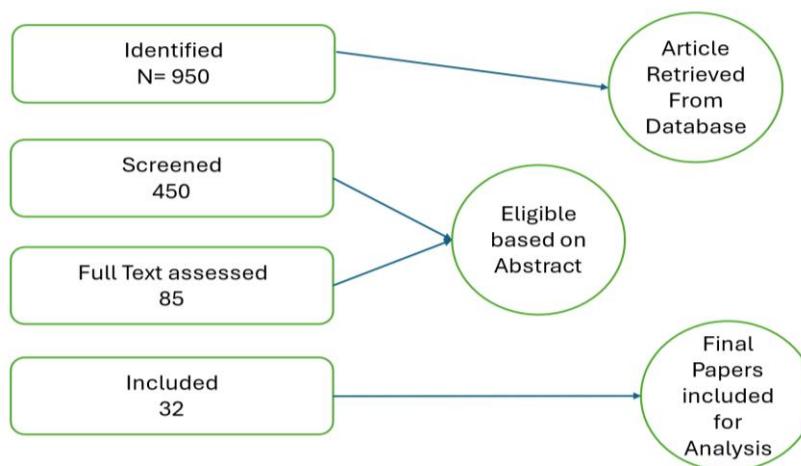 Identified
N= 950
Article
Retrieved
From
Database
Screened
450
Eligible
based on
Abstract
Full Text assessed
85
Included
32
Final
Papers
included
for
Analysis